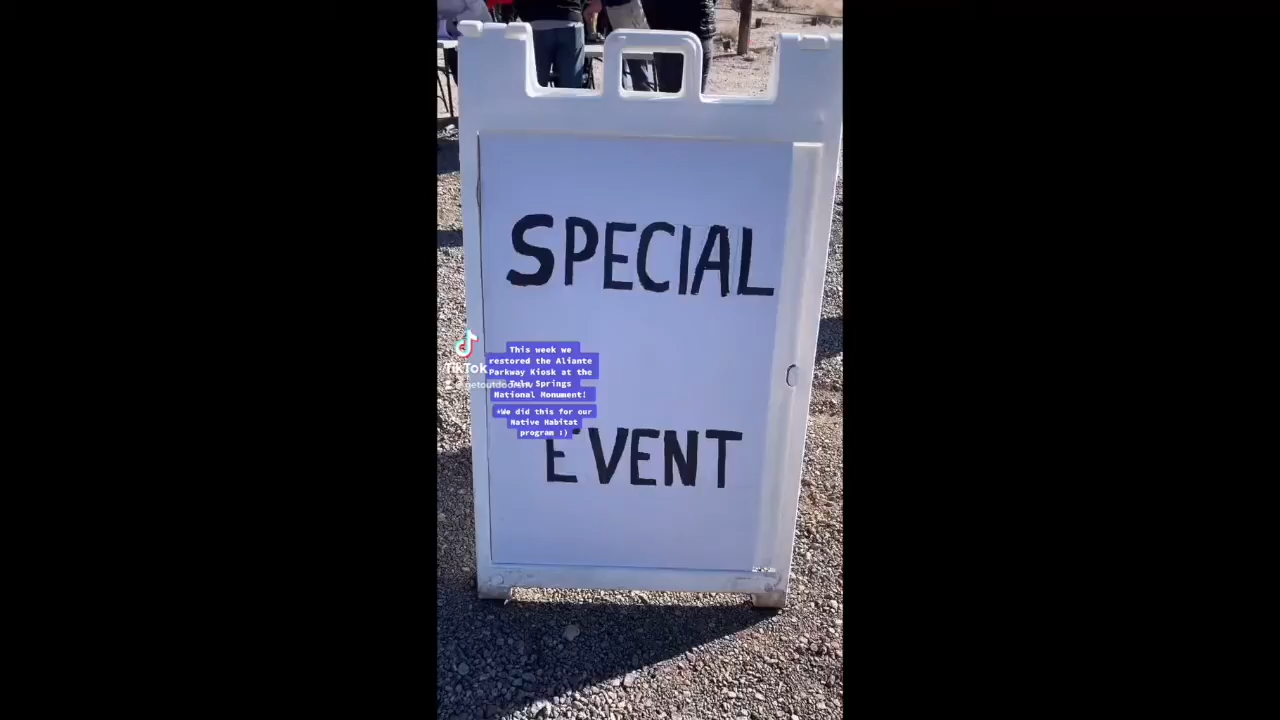 SPECIAL
This week we
restored the Aliante
Parkway Kiosk at the
Tule Springs
National Monument!
*We did this for our
Native Habitat
program :)
TikTok
EVENT